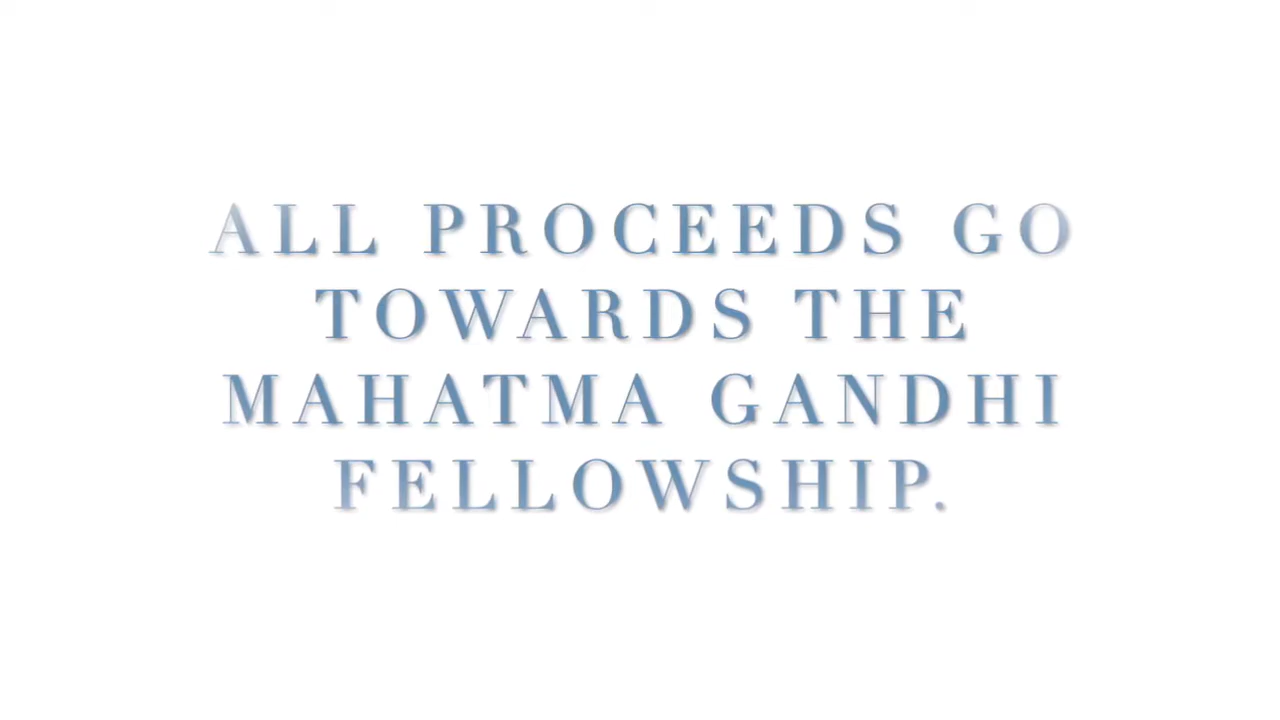 ALL PROCEEDS GO
TOWARDS THE
MAHATMA GANDHI
FELLOWSHIP.